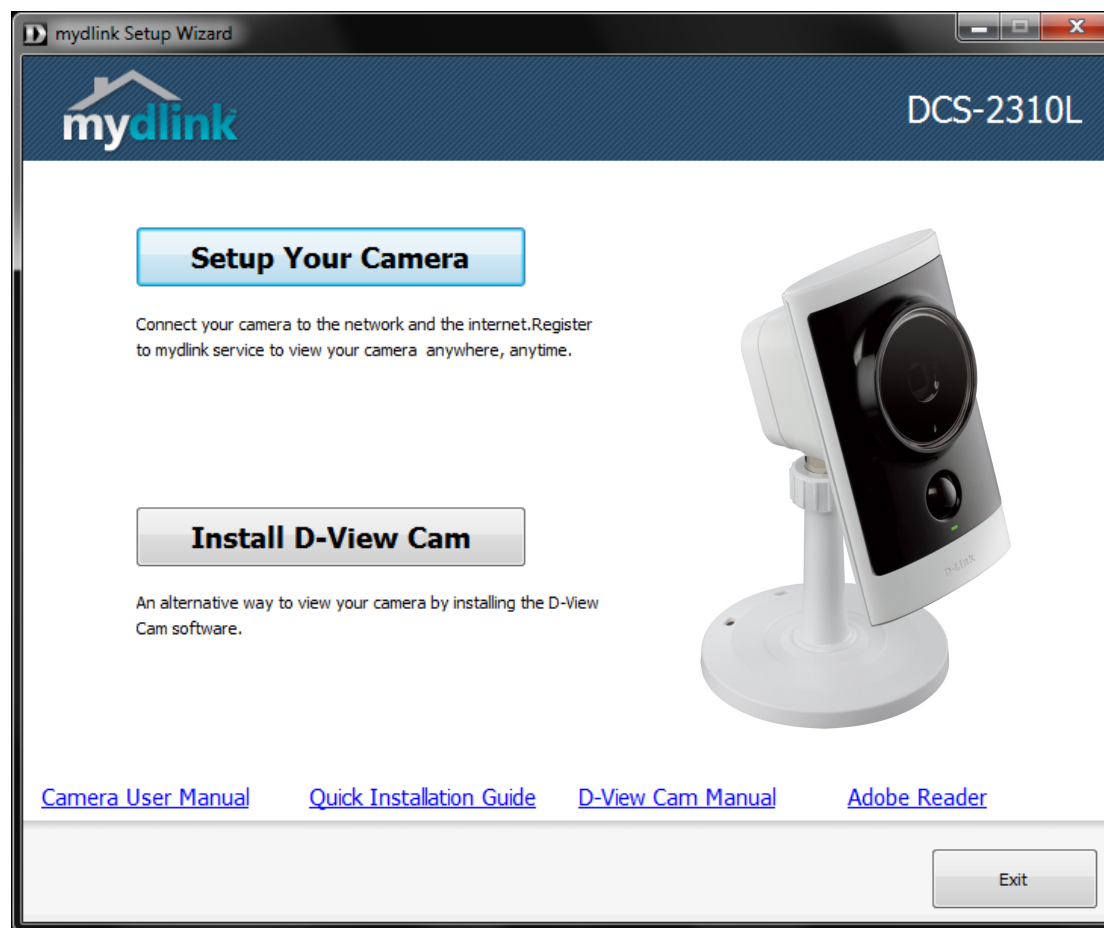 mydlink Setup Wizard
mydlink
DCS-2310L
Setup Your Camera
Connect your camera to the network and the internet.Register
to mydlink service to view your camera anywhere, anytime.
Install D-View Cam
An alternative way to view your camera by installing the D-View
Cam software.
D-Link
Camera User Manual
Quick Installation Guide
D-View Cam Manual
Adobe Reader
Exit